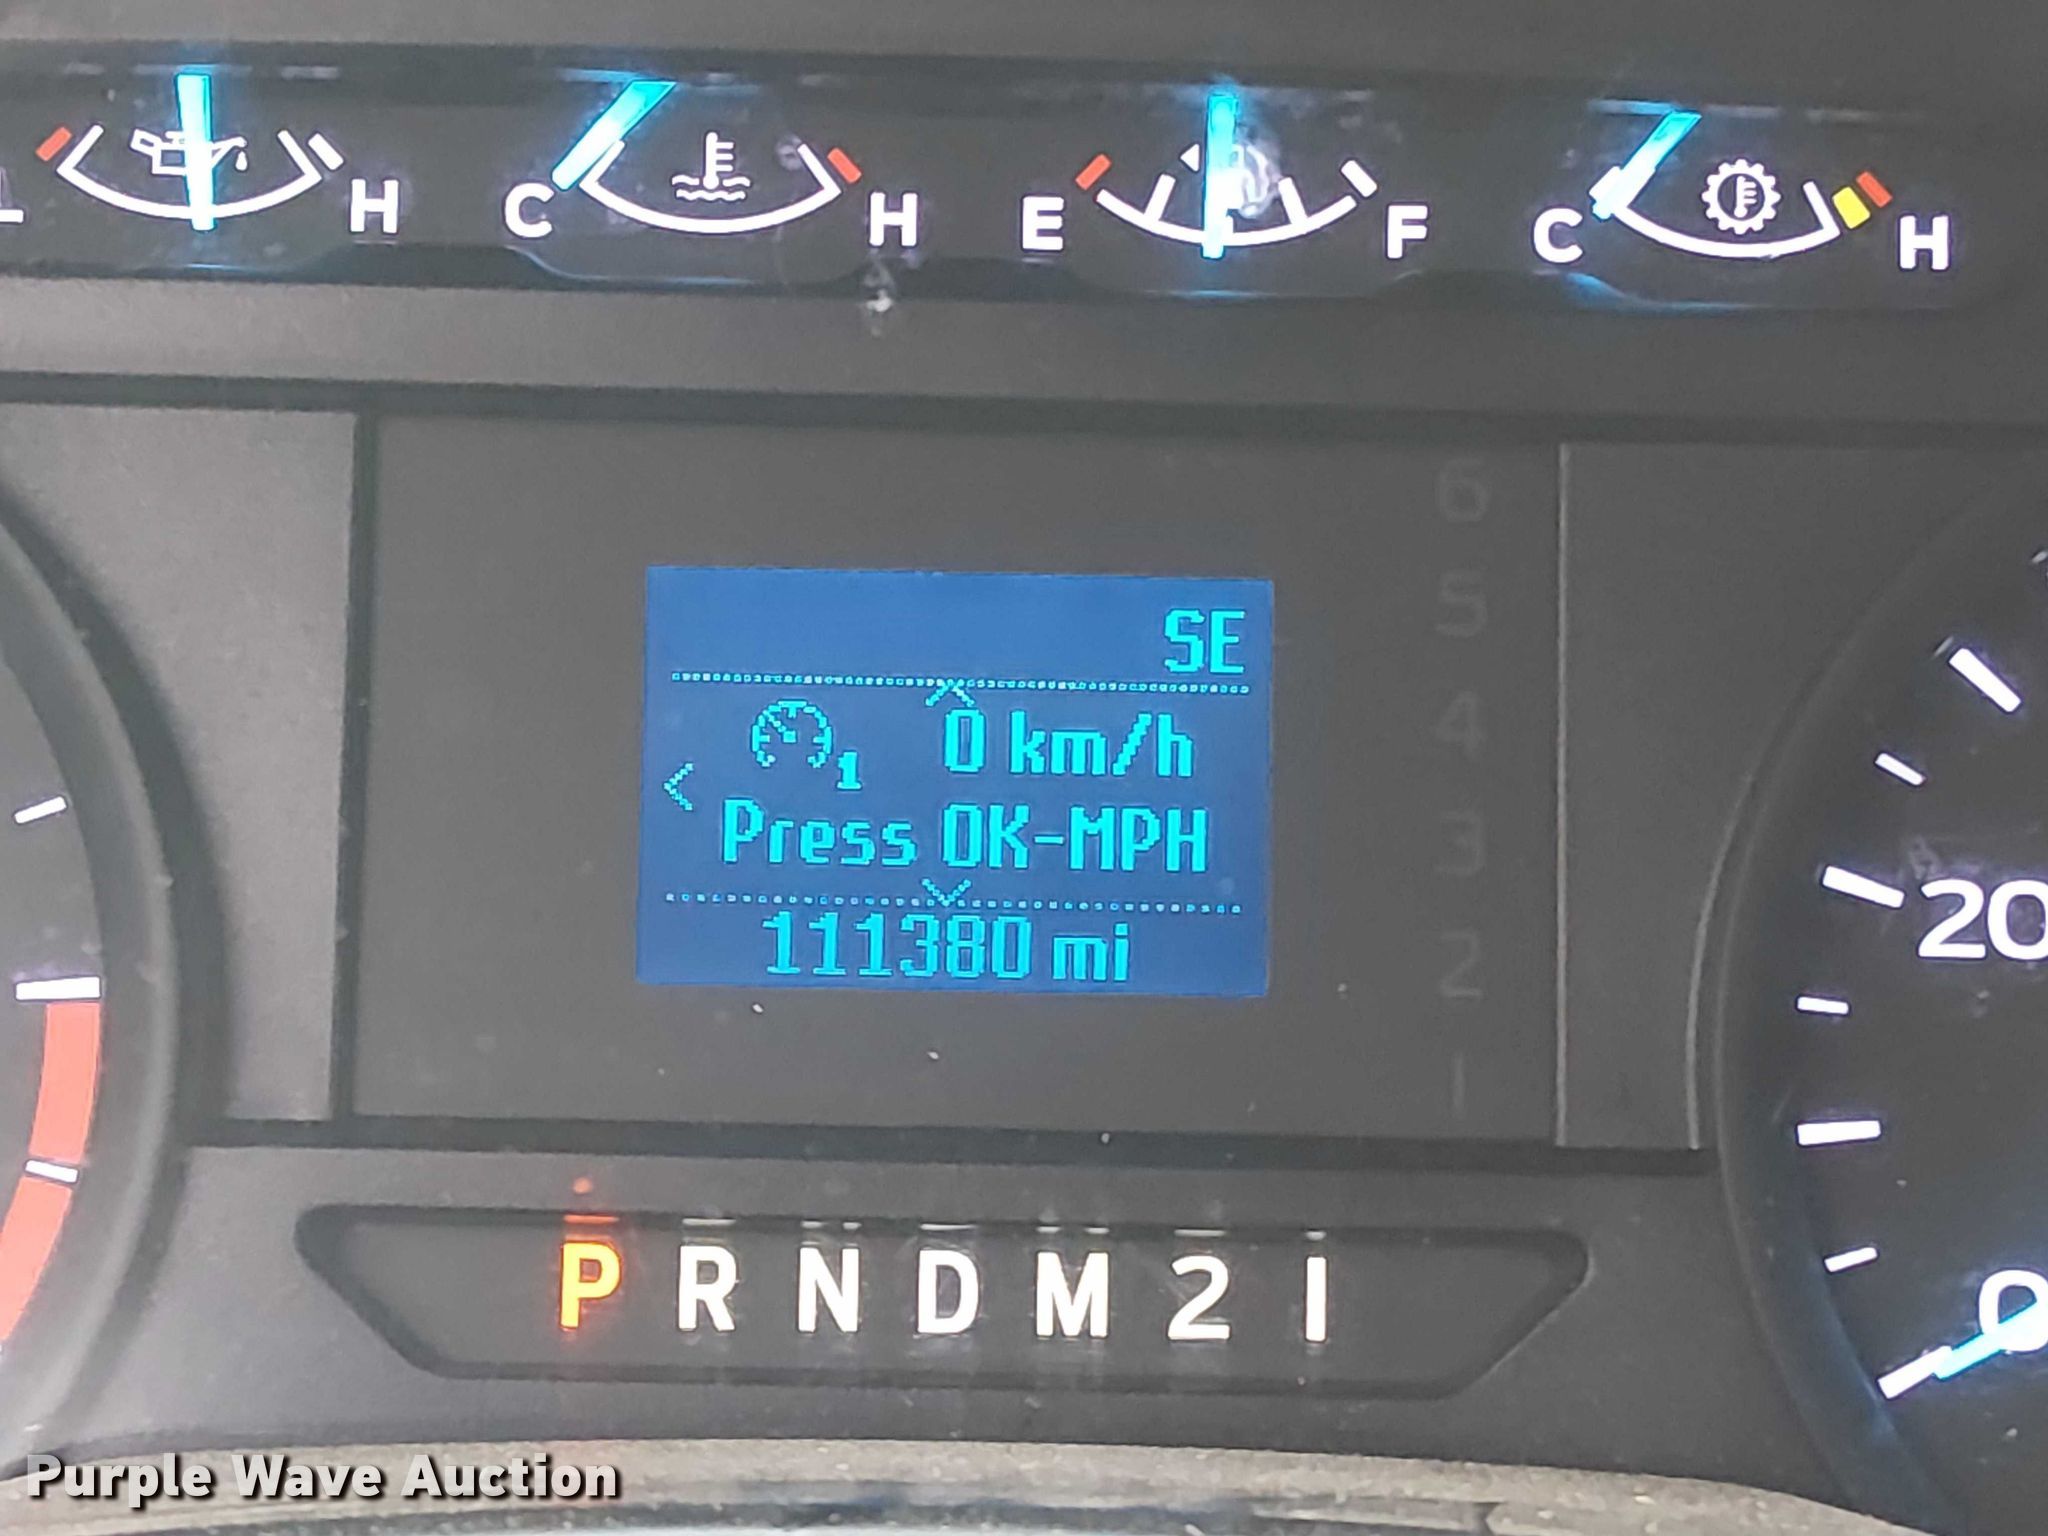 H C H E F C H
SE
0 km/h
1
Press OK-MPH
111380 mi
6
5
4
3
2
1
20
0
P R N D M 2 1
Purple Wave Auction